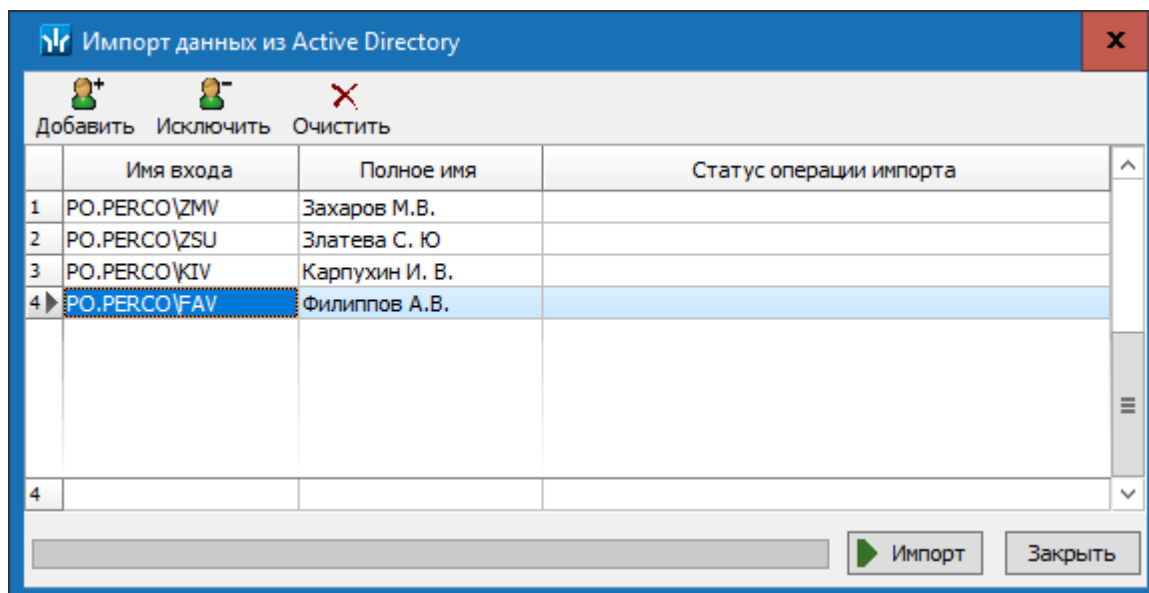 Импорт данных из Active Directory
x
Добавить Исключить Очистить
Имя входа Полное имя Статус операции импорта
1 PO.PERCO\ZMV Захаров М.В.
2 PO.PERCO\ZSU Златева С. Ю
3 PO.PERCO\KIV Карпухин И. В.
4 PO.PERCO\FAV Филиппов А.В.
4
Импорт Закрыть